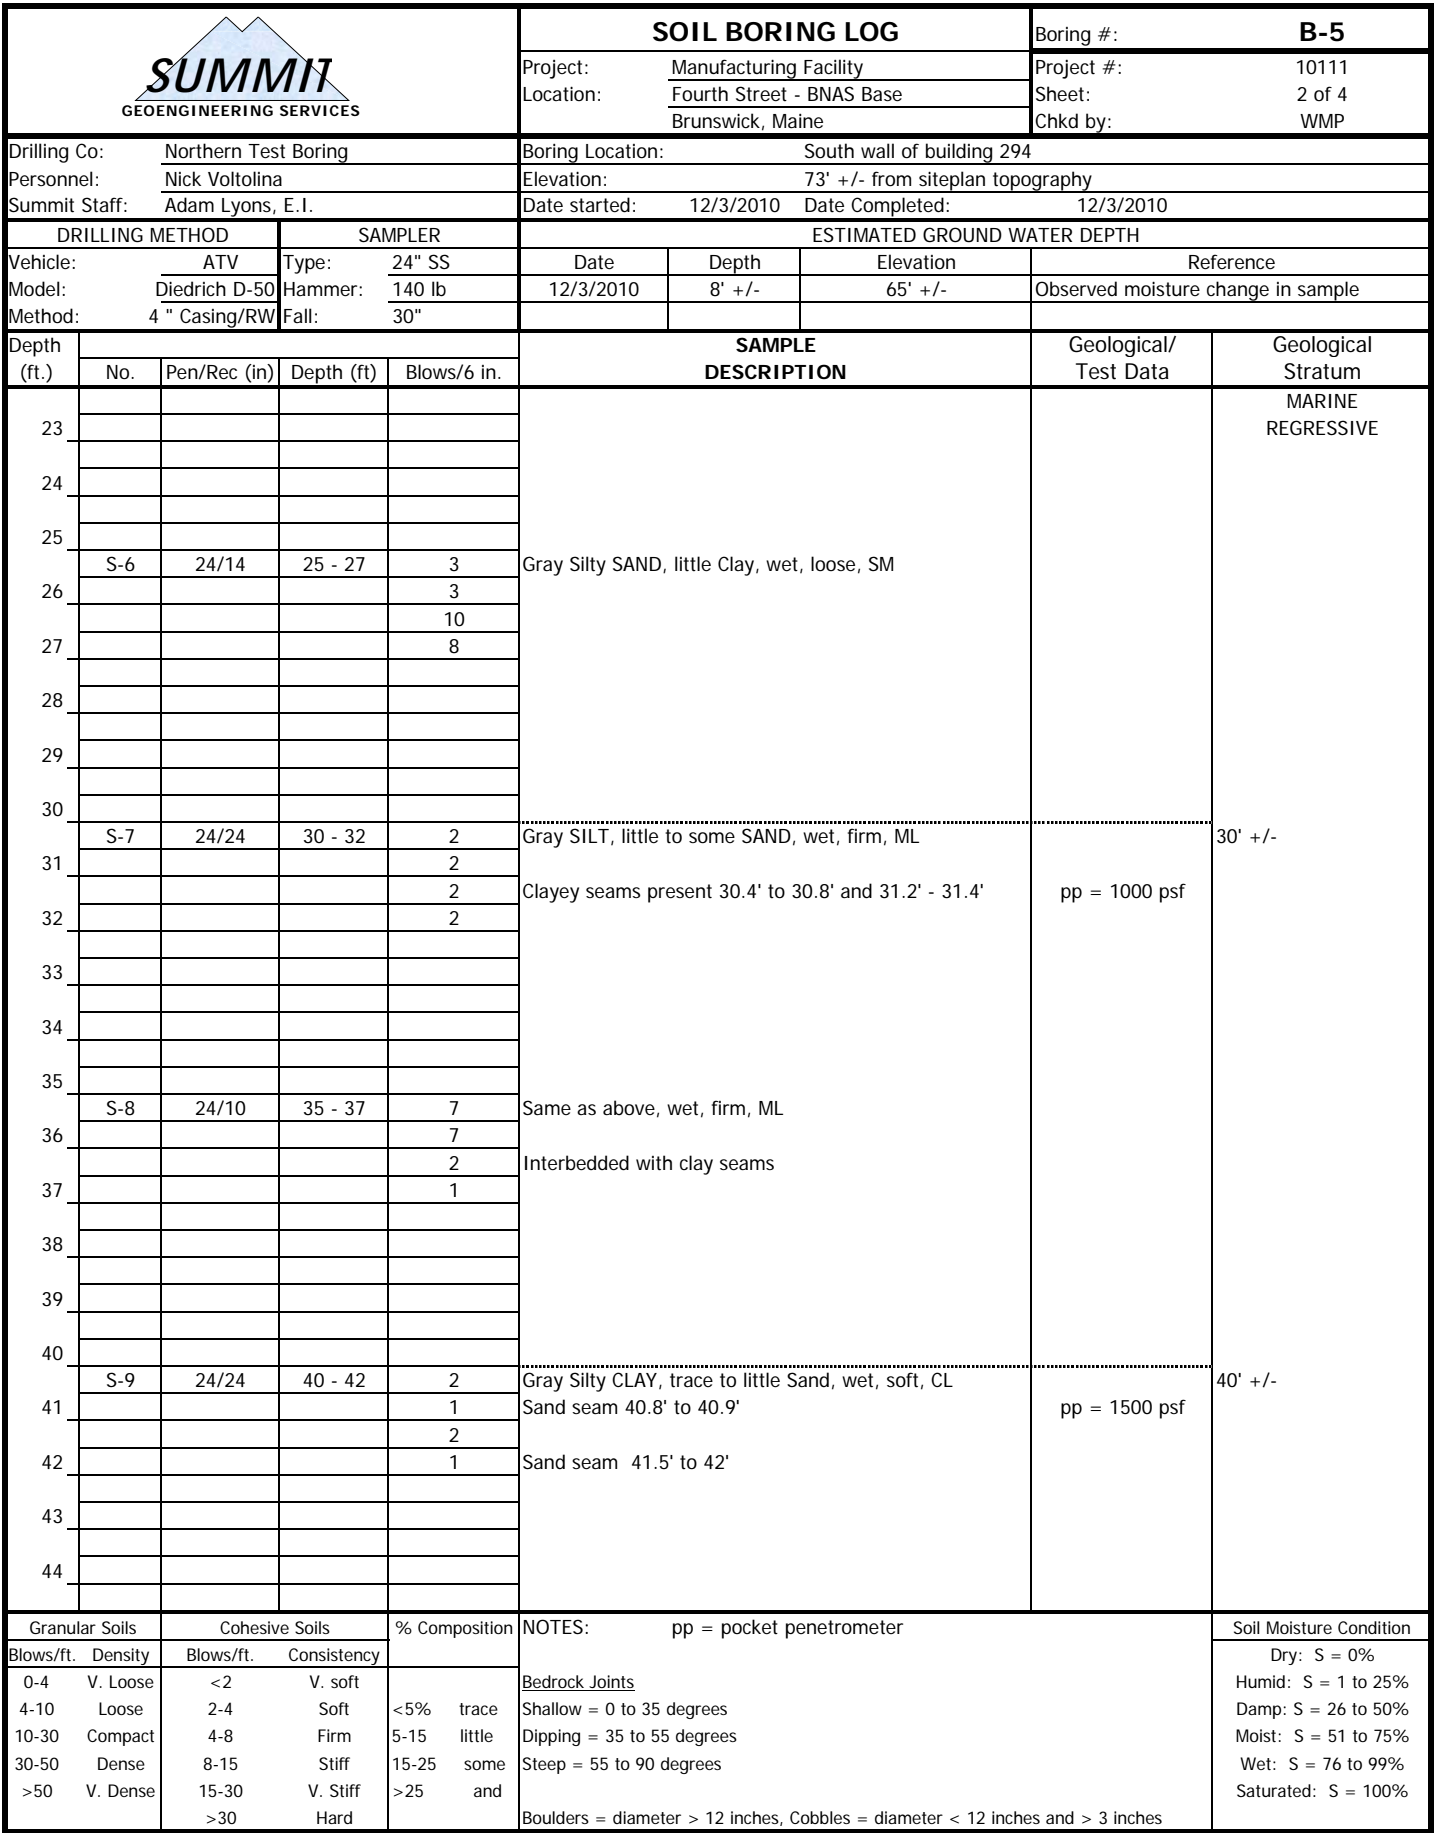 SUMMIT
GEOENGINEERING SERVICES
SOIL BORING LOG
Boring #: B-5
Project: Manufacturing Facility
Project #: 10111
Location: Fourth Street - BNAS Base
Sheet: 2 of 4
Brunswick, Maine
Chkd by: WMP
Drilling Co: Northern Test Boring
Boring Location: South wall of building 294
Personnel: Nick Voltolina
Elevation: 73' +/- from siteplan topography
Summit Staff: Adam Lyons, E.I.
Date started: 12/3/2010 Date Completed: 12/3/2010
DRILLING METHOD SAMPLER ESTIMATED GROUND WATER DEPTH
Vehicle: ATV Type: 24" SS Date Depth Elevation Reference
Model: Diedrich D-50 Hammer: 140 lb 12/3/2010 8' +/- 65' +/- Observed moisture change in sample
Method: 4 " Casing/RW Fall: 30"
Depth SAMPLE Geological/ Geological
(ft.) No. Pen/Rec (in) Depth (ft) Blows/6 in. DESCRIPTION Test Data Stratum
MARINE
23 REGRESSIVE
24
25
S-6 24/14 25 - 27 3 Gray Silty SAND, little Clay, wet, loose, SM
26 3
10
27 8
28
29
30
S-7 24/24 30 - 32 2 Gray SILT, little to some SAND, wet, firm, ML 30' +/-
31 2
2 Clayey seams present 30.4' to 30.8' and 31.2' - 31.4' pp = 1000 psf
32 2
33
34
35
S-8 24/10 35 - 37 7 Same as above, wet, firm, ML
36 7
2 Interbedded with clay seams
37 1
38
39
40
S-9 24/24 40 - 42 2 Gray Silty CLAY, trace to little Sand, wet, soft, CL 40' +/-
41 1 Sand seam 40.8' to 40.9' pp = 1500 psf
2
42 1 Sand seam 41.5' to 42'
43
44
Granular Soils Cohesive Soils % Composition NOTES: pp = pocket penetrometer Soil Moisture Condition
Blows/ft. Density Blows/ft. Consistency Dry: S = 0%
0-4 V. Loose <2 V. soft Bedrock Joints Humid: S = 1 to 25%
4-10 Loose 2-4 Soft <5% trace Shallow = 0 to 35 degrees Damp: S = 26 to 50%
10-30 Compact 4-8 Firm 5-15 little Dipping = 35 to 55 degrees Moist: S = 51 to 75%
30-50 Dense 8-15 Stiff 15-25 some Steep = 55 to 90 degrees Wet: S = 76 to 99%
>50 V. Dense 15-30 V. Stiff >25 and Saturated: S = 100%
>30 Hard Boulders = diameter > 12 inches, Cobbles = diameter < 12 inches and > 3 inches